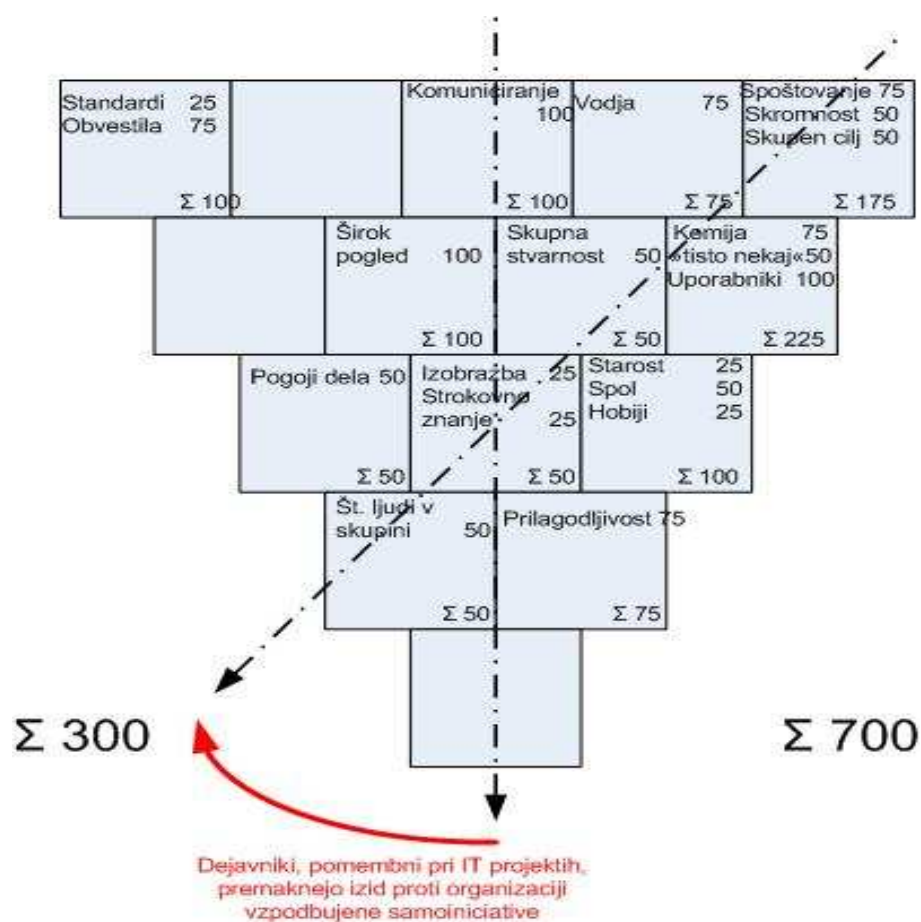 Standardi 25
Obvestila 75
Σ 100
Komuniciranje
100
Σ 100
Vodja 75
Σ 75
Spoštovanje 75
Skromnost 50
Skupen cilj 50
Σ 175
Širok
pogled 100
Σ 100
Skupna
stvarnost 50
Σ 50
Kemija 75
»tisto nekaj« 50
Uporabniki 100
Σ 225
Pogoji dela 50
Σ 50
Izobrazba 25
Strokovno
znanje 25
Σ 50
Starost 25
Spol 50
Hobiji 25
Σ 100
Št. ljudi v
skupini 50
Σ 50
Prilagodljivost 75
Σ 75
Σ 300
Σ 700
Dejavniki, pomembni pri IT projektih,
premaknejo izid proti organizaciji
vzpodbujene samoiniciative